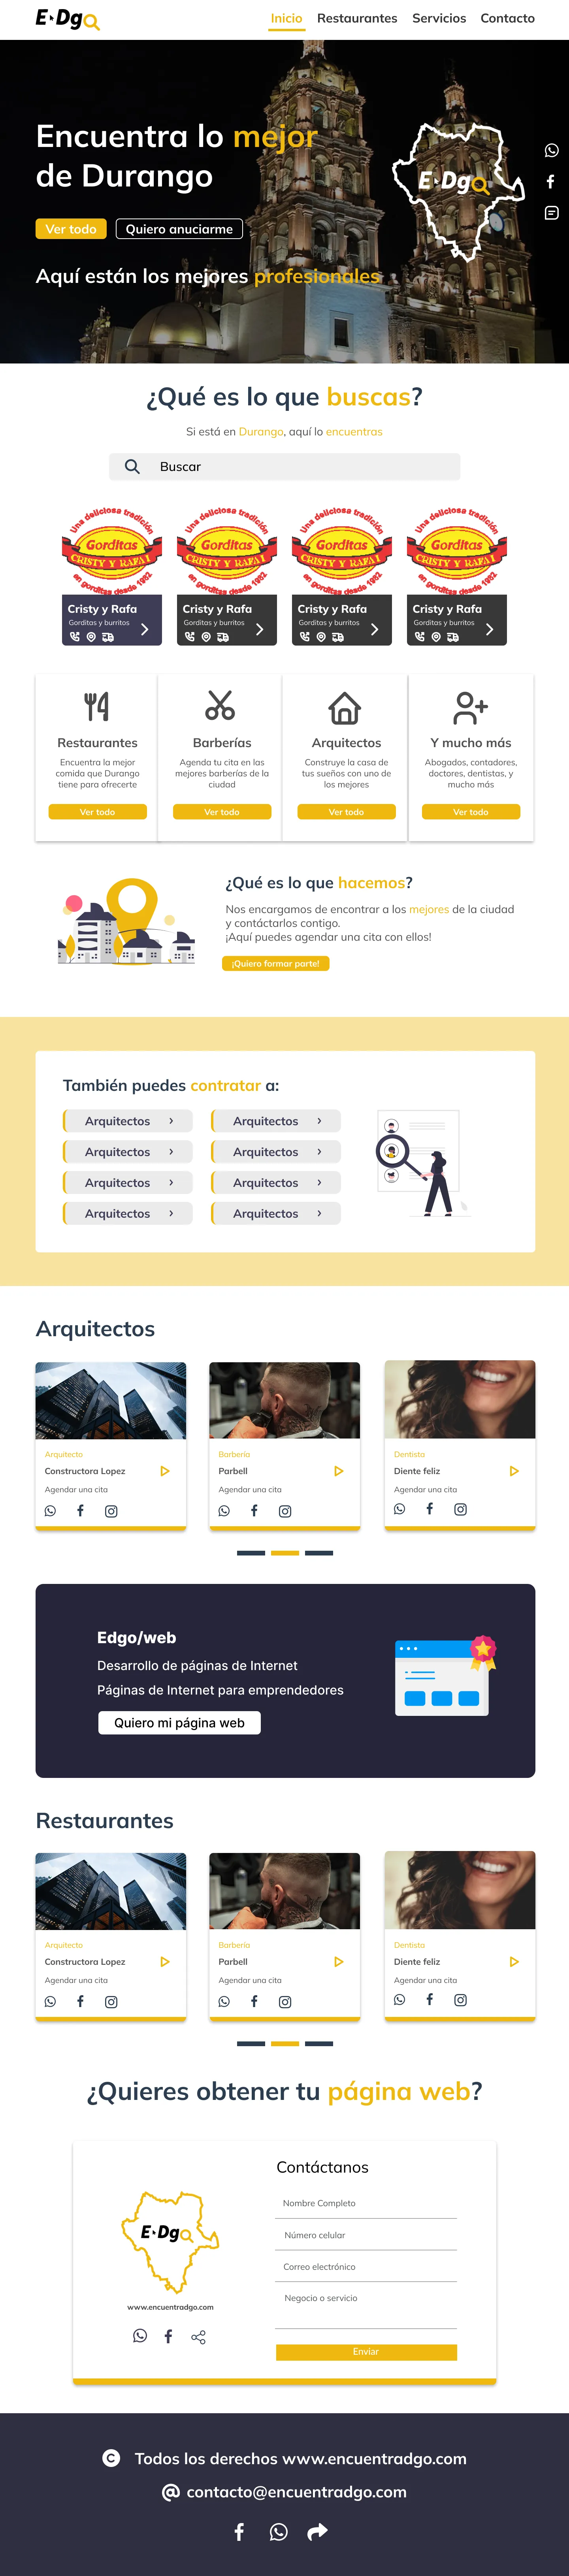 E Dg
Inicio Restaurantes Servicios Contacto
Encuentra lo mejor
de Durango
E Dg
Ver todo Quiero anuciarme
Aquí están los mejores profesionales
¿Qué es lo que buscas?
Si está en Durango, aquí lo encuentras
Buscar
Una deliciosa tradición Una deliciosa tradición Una deliciosa tradición Una deliciosa tradición
Gorditas Gorditas Gorditas Gorditas
CRISTY Y RAFA CRISTY Y RAFA CRISTY Y RAFA CRISTY Y RAFA
en gorditas desde 1982 en gorditas desde 1982 en gorditas desde 1982 en gorditas desde 1982
Cristy y Rafa Cristy y Rafa Cristy y Rafa Cristy y Rafa
Gorditas y burritos Gorditas y burritos Gorditas y burritos Gorditas y burritos
Restaurantes
Encuentra la mejor
comida que Durango
tiene para ofrecerte
Ver todo
Barberías
Agenda tu cita en las
mejores barberías de la
ciudad
Ver todo
Arquitectos
Construye la casa de
tus sueños con uno de
los mejores
Ver todo
Y mucho más
Abogados, contadores,
doctores, dentistas, y
mucho más
Ver todo
¿Qué es lo que hacemos?
Nos encargamos de encontrar a los mejores de la ciudad
y contáctarlos contigo.
¡Aquí puedes agendar una cita con ellos!
¡Quiero formar parte!
También puedes contratar a:
Arquitectos Arquitectos
Arquitectos Arquitectos
Arquitectos Arquitectos
Arquitectos Arquitectos
Arquitectos
Arquitecto
Constructora Lopez
Agendar una cita
Barbería
Parbell
Agendar una cita
Dentista
Diente feliz
Agendar una cita
Edgo/web
Desarrollo de páginas de Internet
Páginas de Internet para emprendedores
Quiero mi página web
Restaurantes
Arquitecto
Constructora Lopez
Agendar una cita
Barbería
Parbell
Agendar una cita
Dentista
Diente feliz
Agendar una cita
¿Quieres obtener tu página web?
E Dg
www.encuentradgo.com
Contáctanos
Nombre Completo
Número celular
Correo electrónico
Negocio o servicio
Enviar
© Todos los derechos www.encuentradgo.com
@ contacto@encuentradgo.com